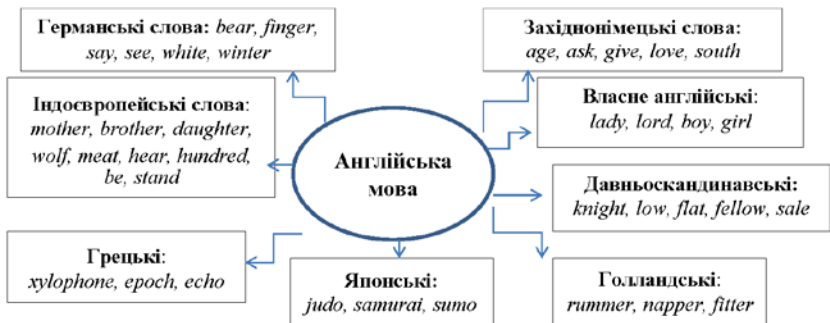 Германські слова: bear, finger,
say, see, white, winter
Західнонімецькі слова:
age, ask, give, love, south
Індоєвропейські слова:
mother, brother, daughter,
wolf, meat, hear, hundred,
be, stand
Власне англійські:
lady, lord, boy, girl
Англійська
мова
Давньоскандинавські:
knight, low, flat, fellow, sale
Грецькі:
xylophone, epoch, echo
Японські:
judo, samurai, sumo
Голландські:
rummer, napper, fitter